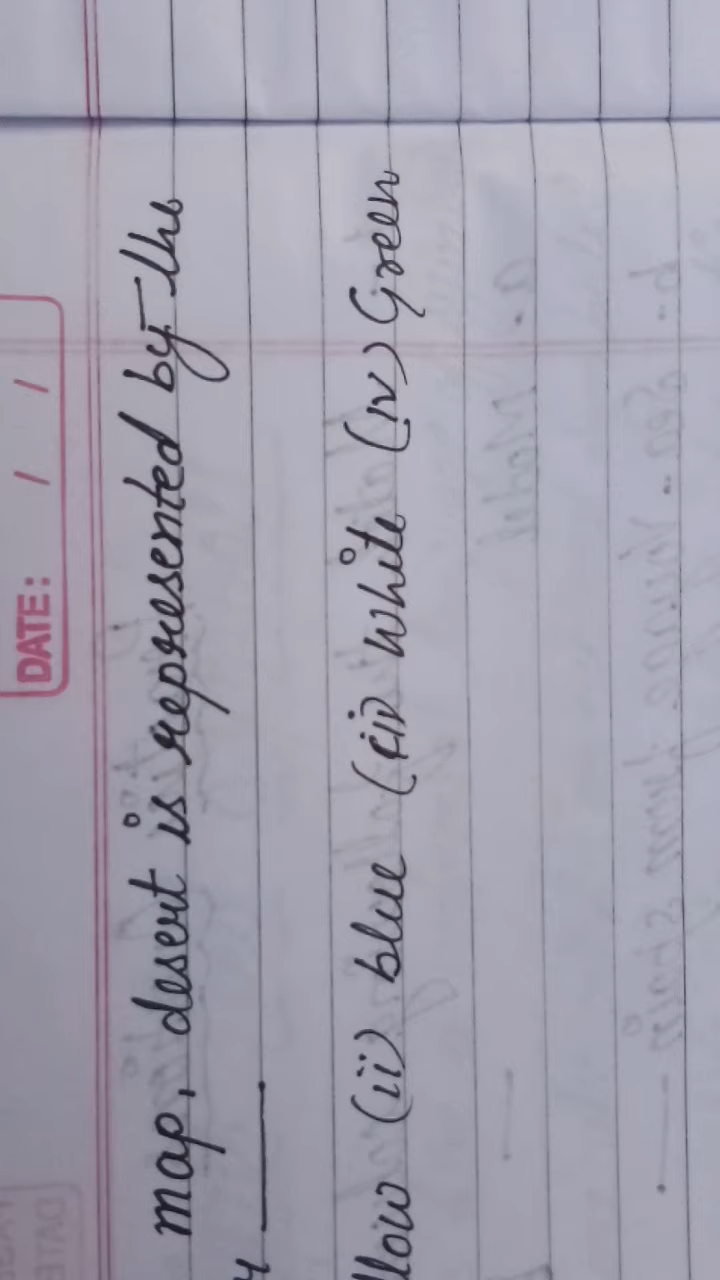 DATE: / /
map, desert is represented by the
llow (ii) blue (iii) white (iv) Green